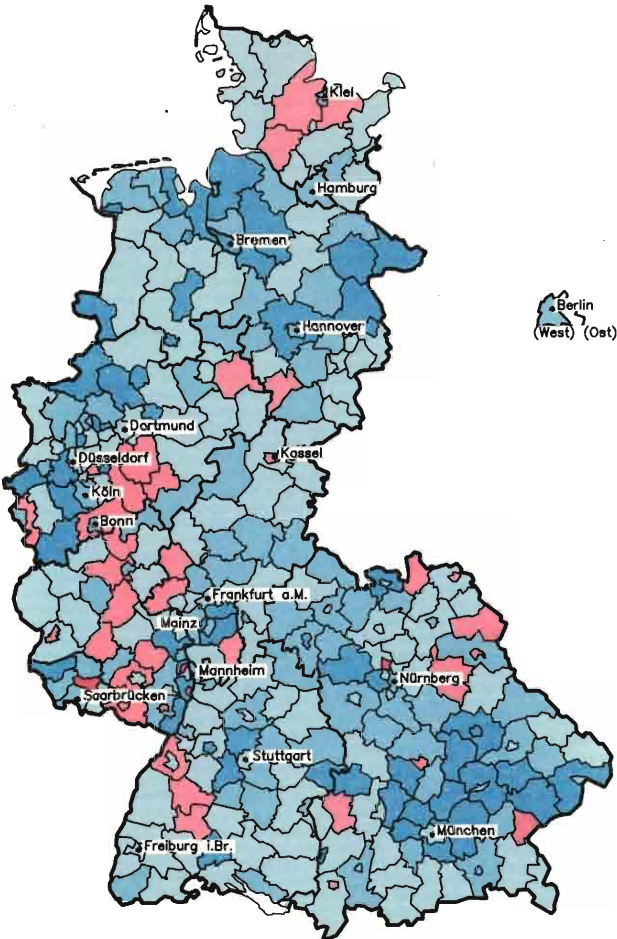 Kiel
Hamburg
Bremen
Berlin
(West) (Ost)
Hannover
Dortmund
Kassel
Düsseldorf
Köln
Bonn
Frankfurt a.M.
Mainz
Mannheim
Nürnberg
Saarbrücken
Stuttgart
München
Freiburg i.Br.